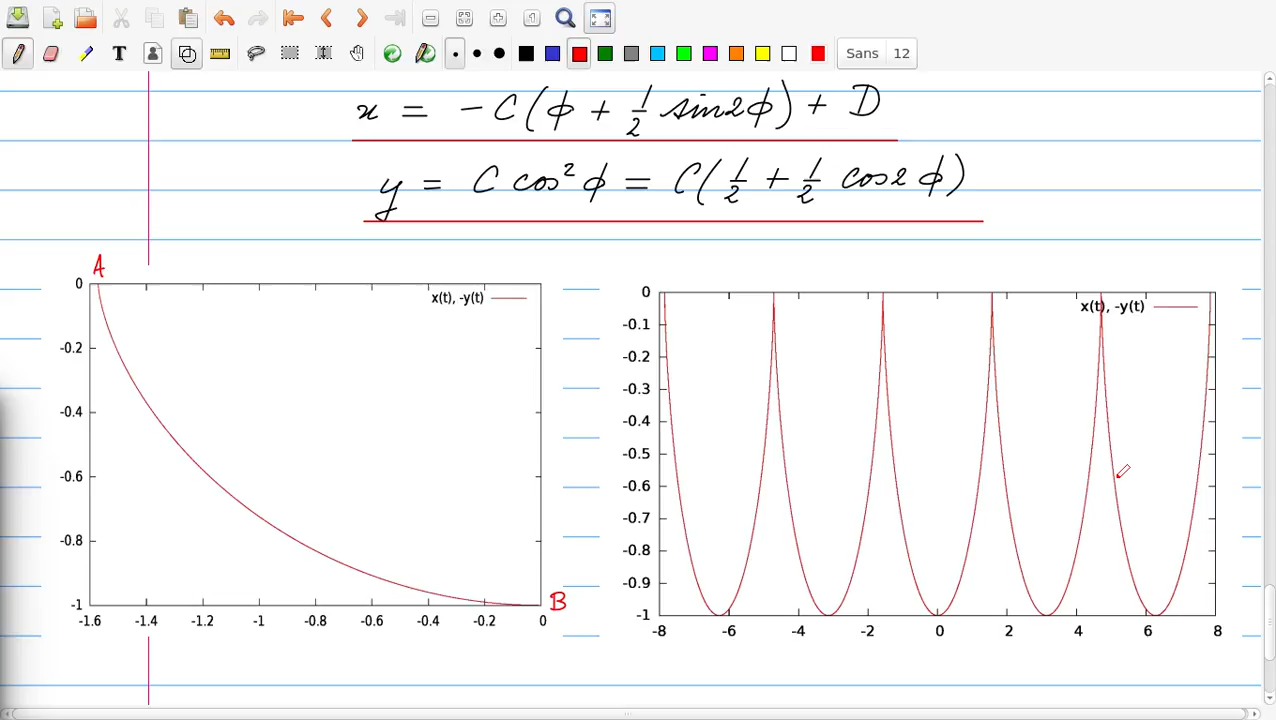 T
1
Sans 12
x = -C(ϕ + 1/2 sin2ϕ) + D
y = C cos² ϕ = C(1/2 + 1/2 cos2 ϕ)
A
x(t), -y(t)
0
-0.2
-0.4
-0.6
-0.8
-1
B
-1.6 -1.4 -1.2 -1 -0.8 -0.6 -0.4 -0.2 0
x(t), -y(t)
0
-0.1
-0.2
-0.3
-0.4
-0.5
-0.6
-0.7
-0.8
-0.9
-1
-8 -6 -4 -2 0 2 4 6 8